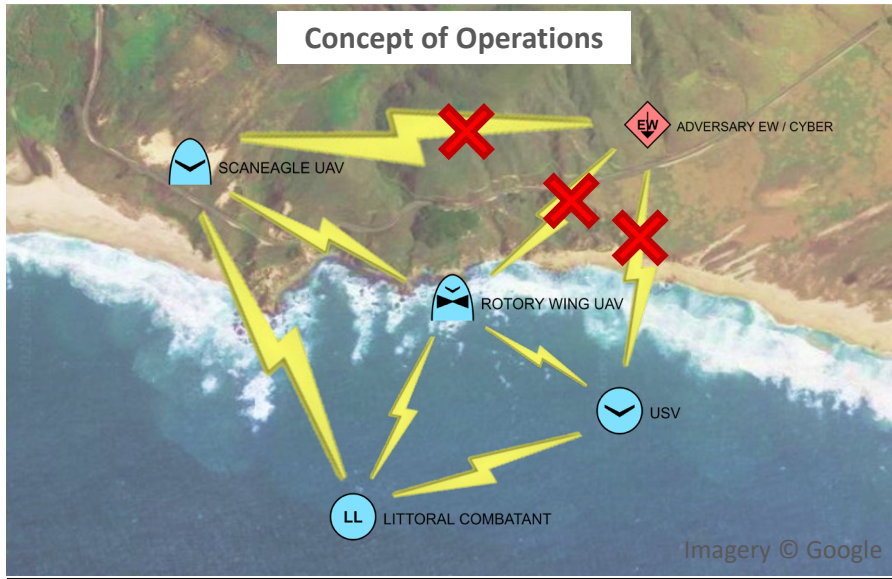 Concept of Operations
EW
ADVERSARY EW / CYBER
SCANEAGLE UAV
ROTORY WING UAV
USV
LL
LITTORAL COMBATANT
Imagery © Google